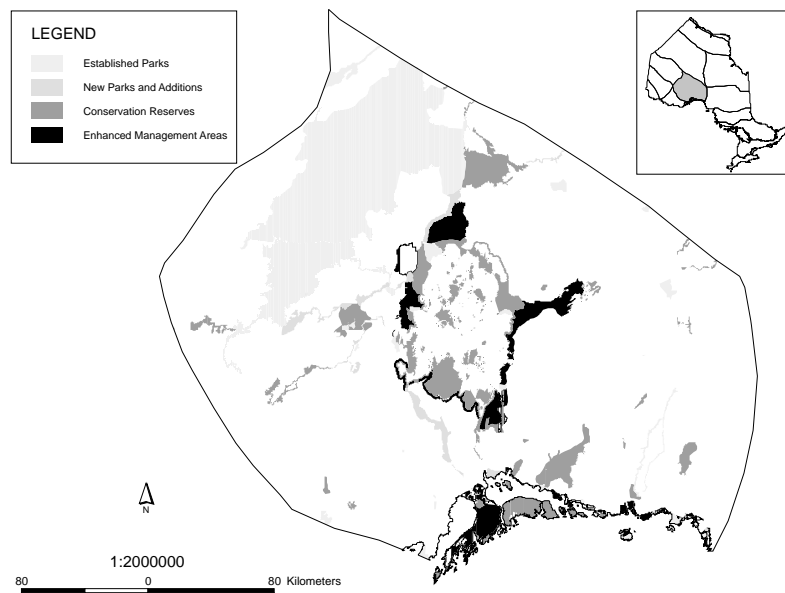 LEGEND
Established Parks
New Parks and Additions
Conservation Reserves
Enhanced Management Areas
N
1:2000000
80 0 80 Kilometers